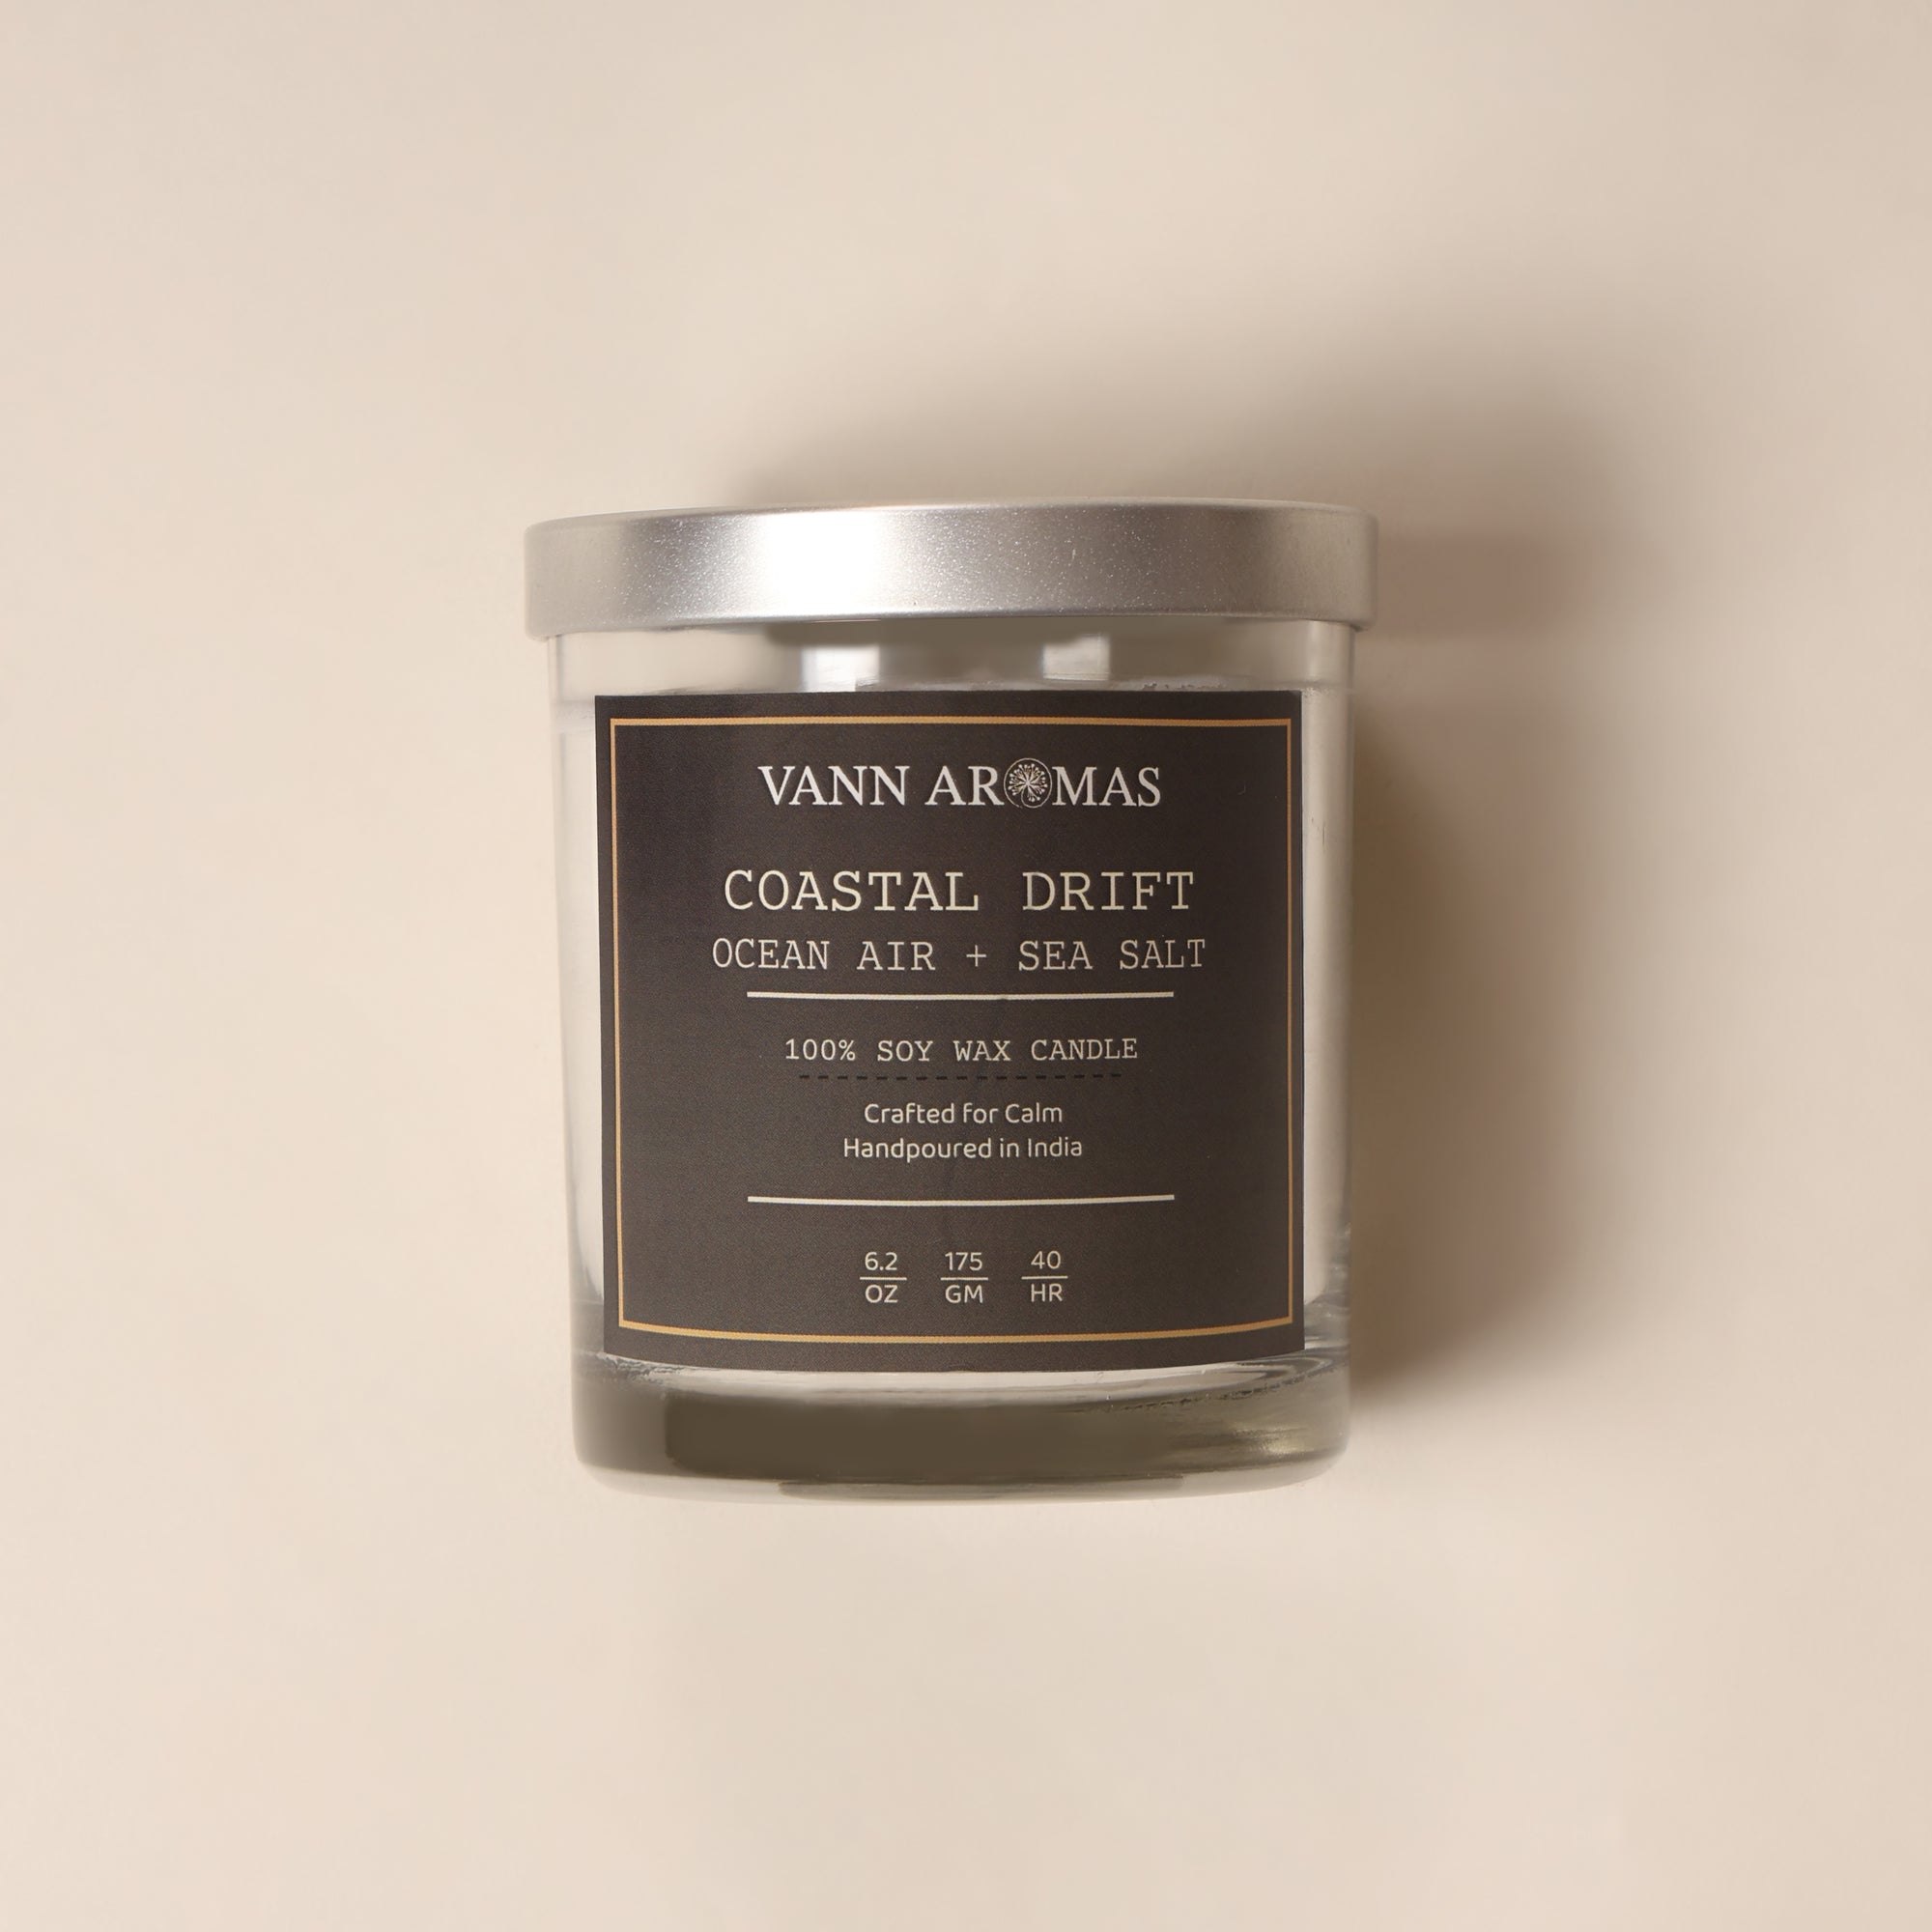 VANN AROMAS
COASTAL DRIFT
OCEAN AIR + SEA SALT
100% SOY WAX CANDLE
Crafted for Calm
Handpoured in India
6.2 175 40
OZ GM HR